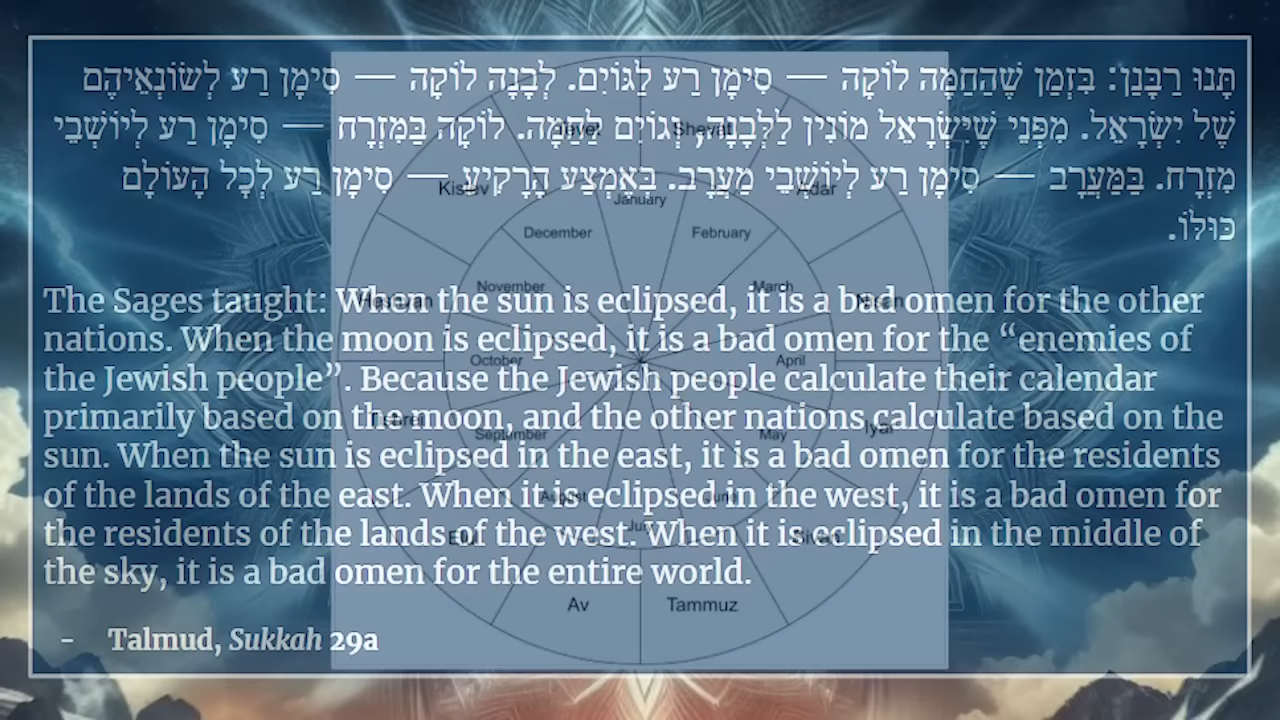 תָּנוּ רַבָּנַן: בִּזְמַן שֶׁהַחַמָּה לוֹקָה — סִימָן רַע לַגּוֹיִם. לְבָנָה לוֹקָה — סִימָן רַע לְשׂוֹנְאֵיהֶם
שֶׁל יִשְׂרָאֵל. מִפְּנֵי שֶׁיִּשְׂרָאֵל מוֹנִין לַלְּבָנָה, וְגוֹיִם לַחַמָּה. לוֹקָה בַּמִּזְרָח — סִימָן רַע לְיוֹשְׁבֵי
מִזְרָח. בַּמַּעֲרָב — סִימָן רַע לְיוֹשְׁבֵי מַעֲרָב. בְּאֶמְצַע הָרָקִיעַ — סִימָן רַע לְכׇל הָעוֹלָם
כּוּלּוֹ.
The Sages taught: When the sun is eclipsed, it is a bad omen for the other
nations. When the moon is eclipsed, it is a bad omen for the “enemies of
the Jewish people”. Because the Jewish people calculate their calendar
primarily based on the moon, and the other nations calculate based on the
sun. When the sun is eclipsed in the east, it is a bad omen for the residents
of the lands of the east. When it is eclipsed in the west, it is a bad omen for
the residents of the lands of the west. When it is eclipsed in the middle of
the sky, it is a bad omen for the entire world.
- Talmud, Sukkah 29a
Tevet
Shevat
Kislev
Adar
January
December
February
November
March
October
April
September
May
Iyar
August
June
July
Sivan
Av
Tammuz